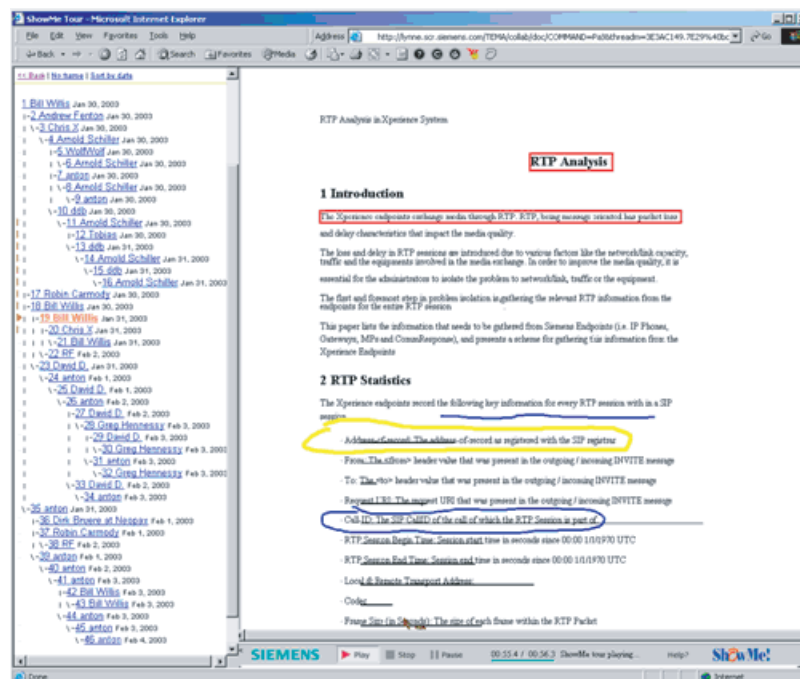 ShowMe Tour - Microsoft Internet Explorer
File Edit View Favorites Tools Help
Address http://lynne.scr.siemens.com/TEMA/collab/doc/
Go
Back Search Favorites Media
<< Back | No frame | Sort by date
1 Bill Willis Jan 30, 2003
|-2 Andrew Fenton Jan 30, 2003
\-3 Chris X Jan 30, 2003
\-4 Arnold Schiller Jan 30, 2003
|-5 WolfWolf Jan 30, 2003
\-6 Arnold Schiller Jan 30, 2003
|-7 anton Jan 30, 2003
\-8 Arnold Schiller Jan 30, 2003
\-9 anton Jan 30, 2003
\-10 ddb Jan 30, 2003
\-11 Arnold Schiller Jan 30, 2003
|-12 Tobias Jan 30, 2003
\-13 ddb Jan 31, 2003
\-14 Arnold Schiller Jan 31, 2003
\-15 ddb Jan 31, 2003
\-16 Arnold Schiller Jan 31, 2003
|-17 Robin Carmody Jan 30, 2003
|-18 Bill Willis Jan 30, 2003
|-19 Bill Willis Jan 31, 2003
|-20 Chris X Jan 31, 2003
\-21 Bill Willis Jan 31, 2003
\-22 RF Feb 2, 2003
\-23 David D. Jan 31, 2003
\-24 anton Feb 1, 2003
\-25 David D. Feb 1, 2003
\-26 anton Feb 2, 2003
|-27 David D. Feb 2, 2003
\-28 Greg Hennessy Feb 3, 2003
|-29 David D. Feb 3, 2003
\-30 Greg Hennessy Feb 3, 2003
\-31 anton Feb 3, 2003
\-32 Greg Hennessy Feb 3, 2003
\-33 David D. Feb 2, 2003
\-34 anton Feb 3, 2003
\-35 anton Jan 31, 2003
|-36 Dirk Bruere at Neopax Feb 1, 2003
|-37 Robin Carmody Feb 1, 2003
\-38 RF Feb 2, 2003
\-39 anton Feb 1, 2003
\-40 anton Feb 2, 2003
\-41 anton Feb 3, 2003
|-42 Bill Willis Feb 3, 2003
\-43 Bill Willis Feb 3, 2003
\-44 anton Feb 3, 2003
\-45 anton Feb 3, 2003
\-46 anton Feb 4, 2003
RTP Analysis in Xperience System
RTP Analysis
1 Introduction
The Xperience endpoints exchange media through RTP. RTP, being message oriented has packet loss
and delay characteristics that impact the media quality.
The loss and delay in RTP sessions are introduced due to various factors like the network/link capacity,
traffic and the equipments involved in the media exchange. In order to improve the media quality, it is
essential for the administrators to isolate the problem to network/link, traffic or the equipment.
The first and foremost step in problem isolation is gathering the relevant RTP information from the
endpoints for the entire RTP session
This paper lists the information that needs to be gathered from Siemens Endpoints (i.e. IP Phones,
Gateways, MPs and CommResponse), and presents a scheme for gathering this information from the
Xperience Endpoints
2 RTP Statistics
The Xperience endpoints record the following key information for every RTP session with in a SIP
session
· Address-of-record: The address-of-record as registered with the SIP registrar
· From: The <from> header value that was present in the outgoing / incoming INVITE message
· To: The <to> header value that was present in the outgoing / incoming INVITE message
· Request URI: The request URI that was present in the outgoing / incoming INVITE message
· Call-ID: The SIP CallID of the call of which the RTP Session is part of
· RTP Session Begin Time: Session start time in seconds since 00:00 1/1/1970 UTC
· RTP Session End Time: Session end time in seconds since 00:00 1/1/1970 UTC
· Local & Remote Transport Address:
· Codec
· Frame Size (in Seconds): The size of each frame within the RTP Packet
SIEMENS Play Stop Pause 00:55.4 / 00:56.3 ShowMe tour playing... Help? ShowMe!
Done Internet